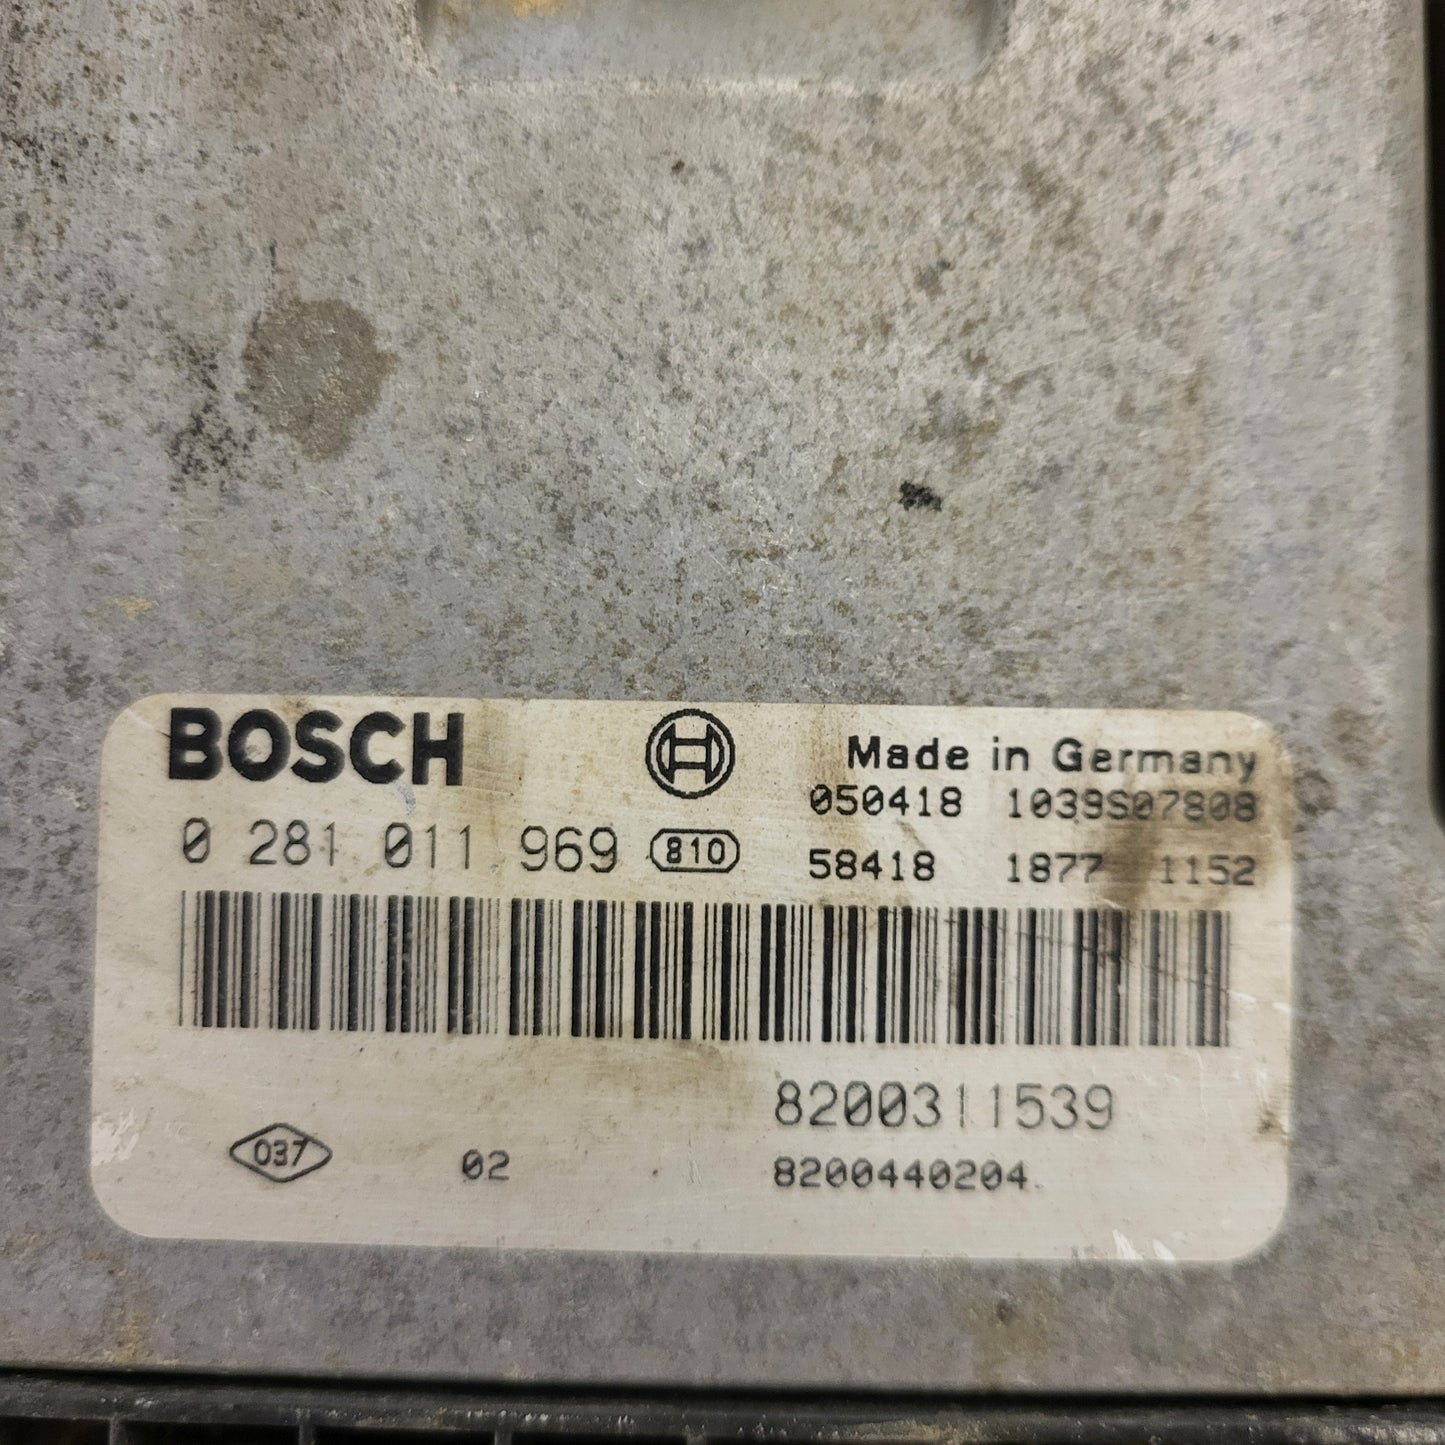 BOSCH
Made in Germany
050418 1039S07808
0 281 011 969 810
58418 1877 1152
8200311539
037 02 8200440204